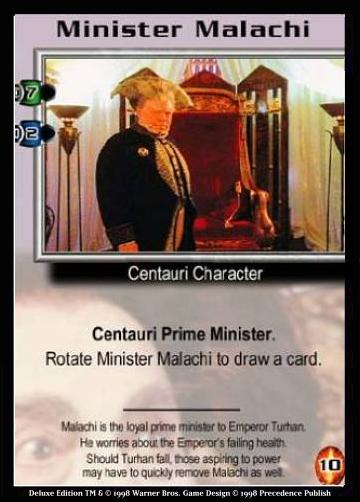 Minister Malachi
7
2
Centauri Character
Centauri Prime Minister.
Rotate Minister Malachi to draw a card.
Malachi is the loyal prime minister to Emperor Turhan.
He worries about the Emperor's failing health.
Should Turhan fall, those aspiring to power
may have to quickly remove Malachi as well.
10
Deluxe Edition TM & © 1998 Warner Bros. Game Design © 1998 Precedence Publish